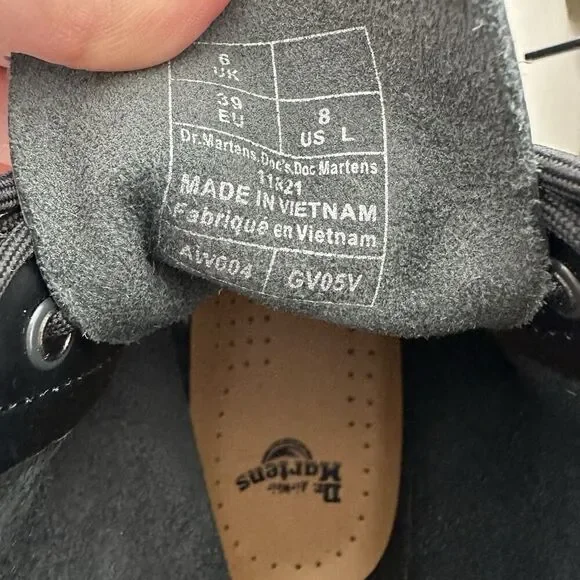 6
UK
39
EU
8
US L
Dr.Martens,Doc's,Doc Martens
11821
MADE IN VIETNAM
Fabriqué en Vietnam
AW004 GV05V
Dr. Martens